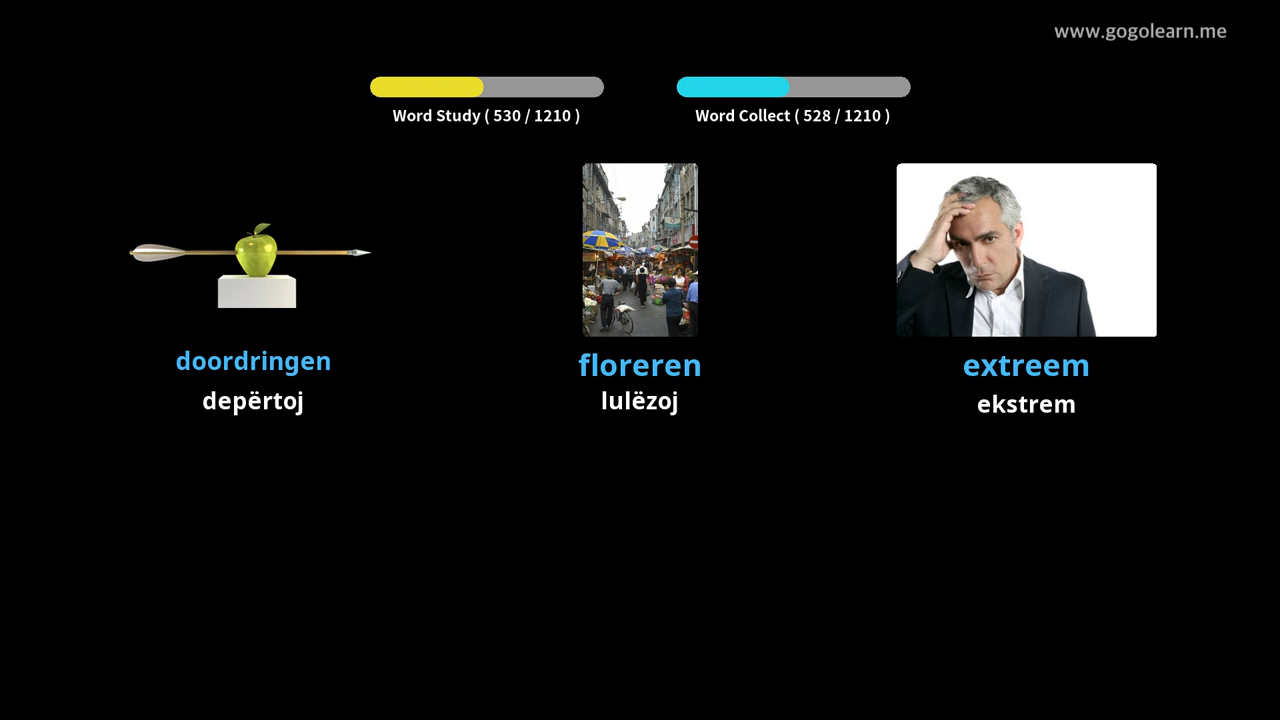 www.gogolearn.me
Word Study ( 530 / 1210 )
Word Collect ( 528 / 1210 )
doordringen
depërtoj
floreren
lulëzoj
extreem
ekstrem